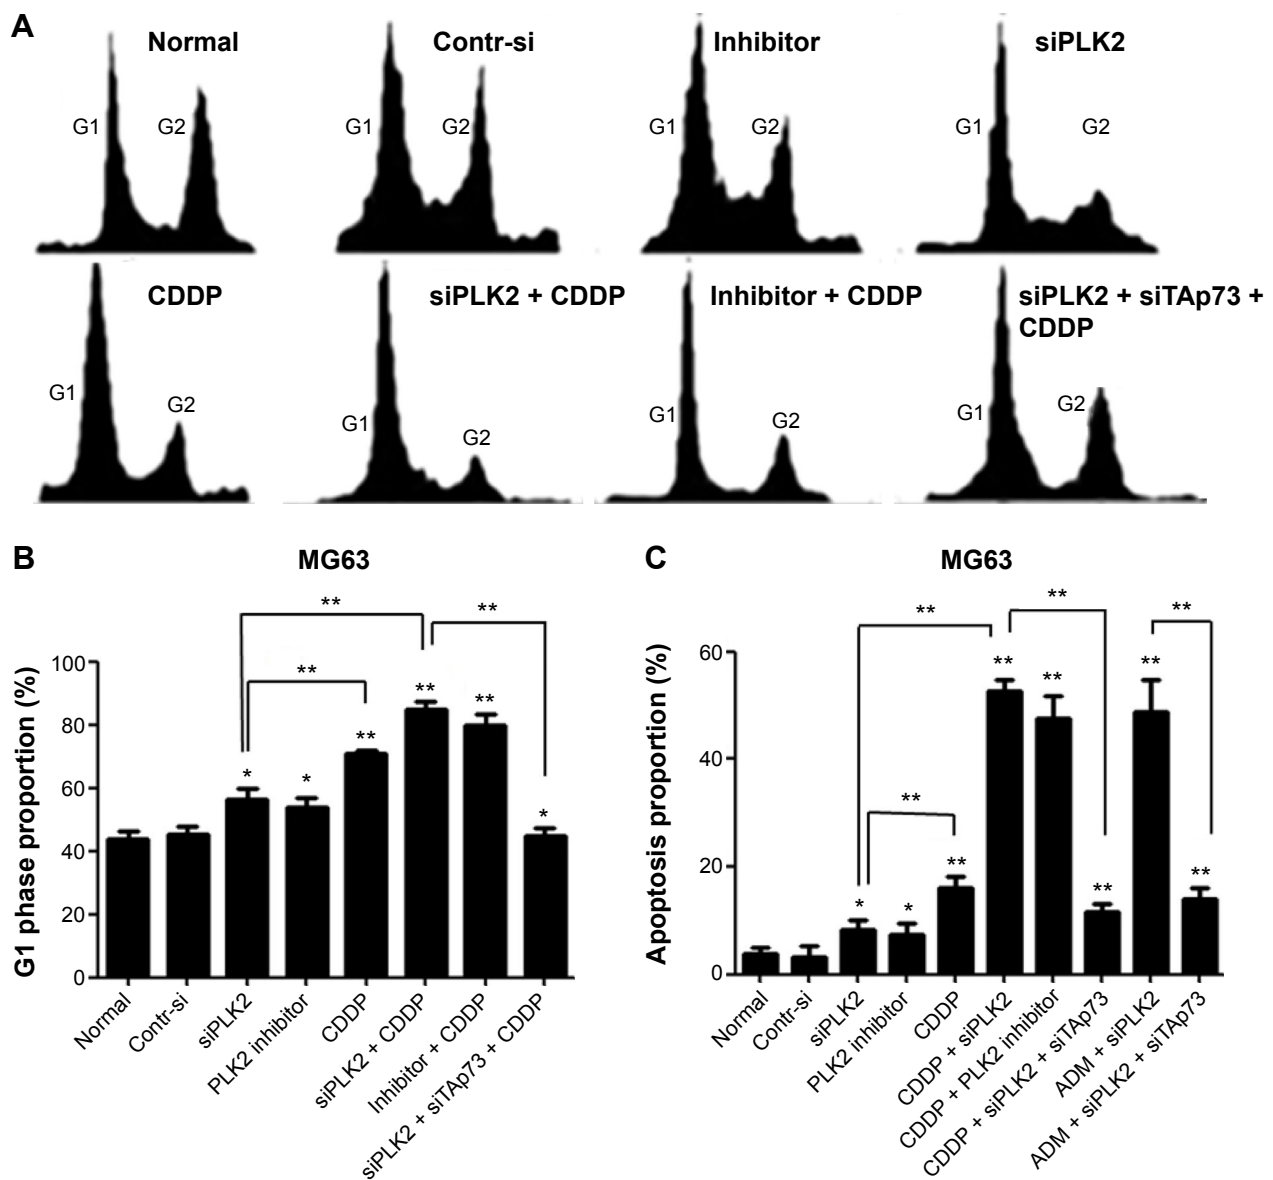 A
Normal
Contr-si
Inhibitor
siPLK2
G1
G2
G1
G2
G1
G2
G1
G2
CDDP
siPLK2 + CDDP
Inhibitor + CDDP
siPLK2 + siTAp73 +
CDDP
G1
G2
G1
G2
G1
G2
G1
G2
B
MG63
G1 phase proportion (%)
100
80
60
40
20
0
**
**
**
*
*
**
**
**
*
Normal
Contr-si
siPLK2
PLK2 inhibitor
CDDP
siPLK2 + CDDP
Inhibitor + CDDP
siPLK2 + siTAp73 + CDDP
C
MG63
Apoptosis proportion (%)
60
40
20
0
**
**
**
**
*
*
**
**
**
**
**
**
Normal
Contr-si
siPLK2
PLK2 inhibitor
CDDP
CDDP + siPLK2
CDDP + PLK2 inhibitor
CDDP + siPLK2 + siTAp73
ADM + siPLK2
ADM + siPLK2 + siTAp73